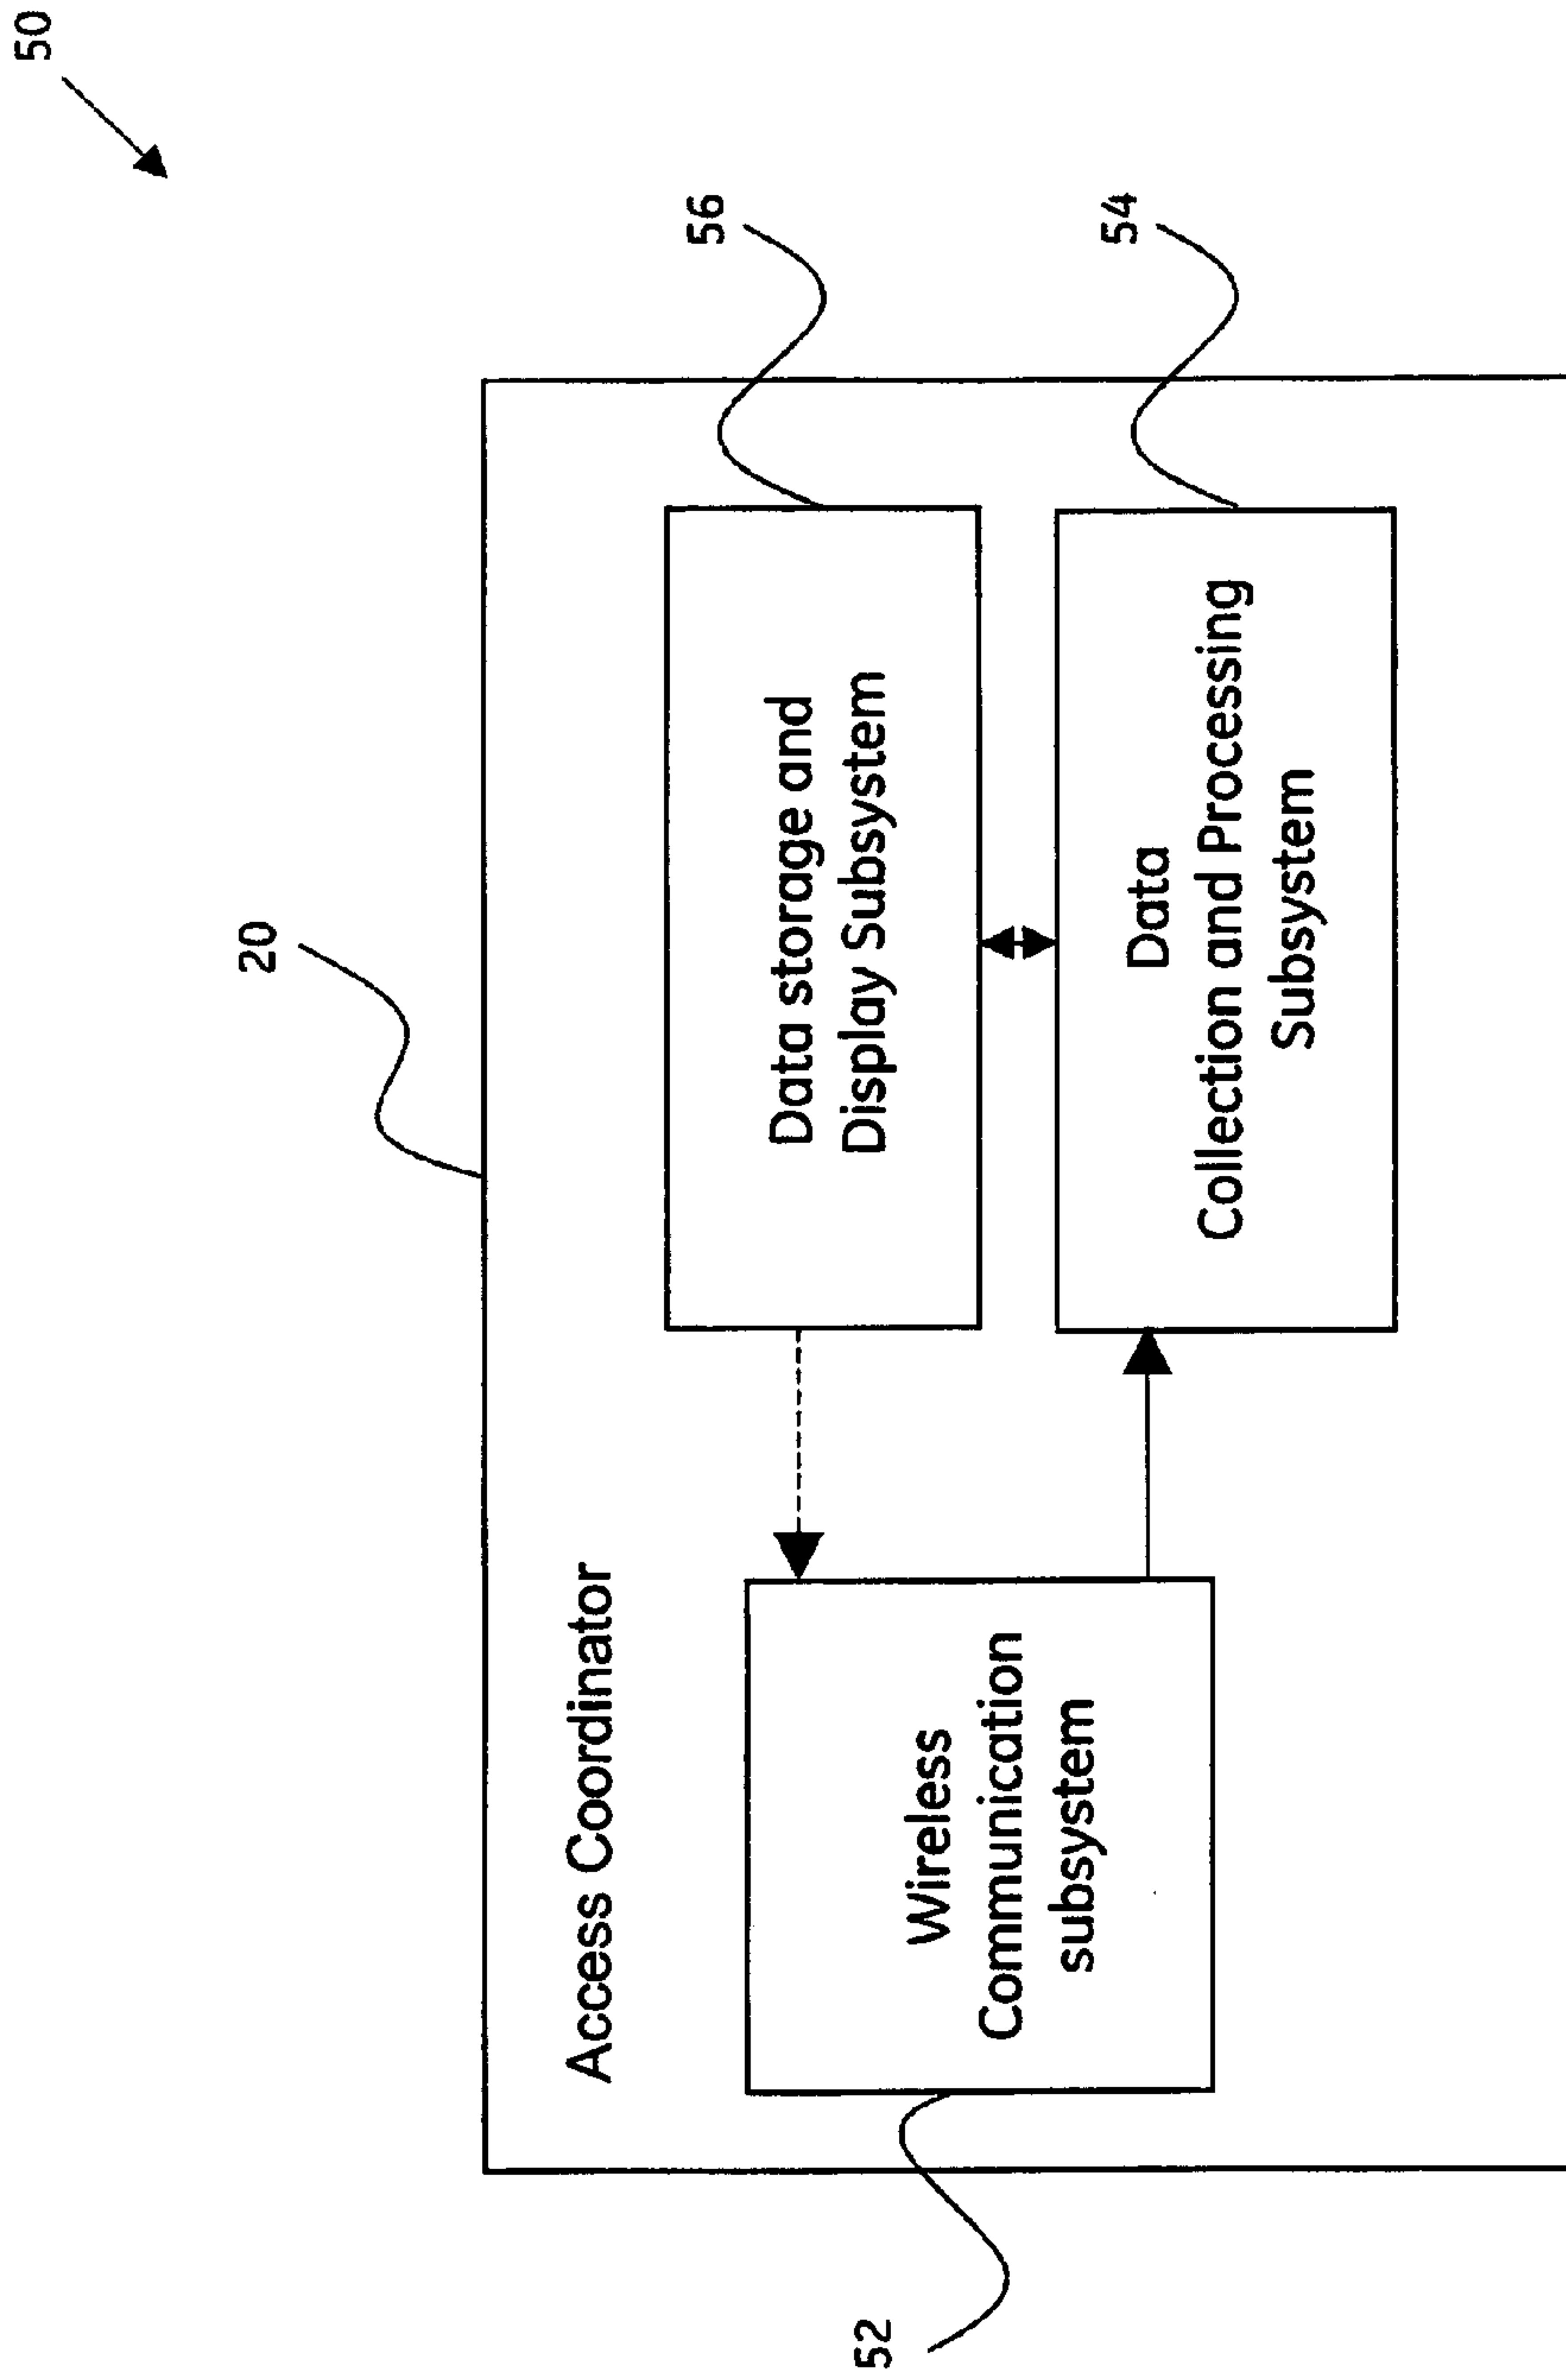 50
20
Access Coordinator
56
Data storage and
Display Subsystem
52
Wireless
Communication
subsystem
54
Data
Collection and Processing
Subsystem